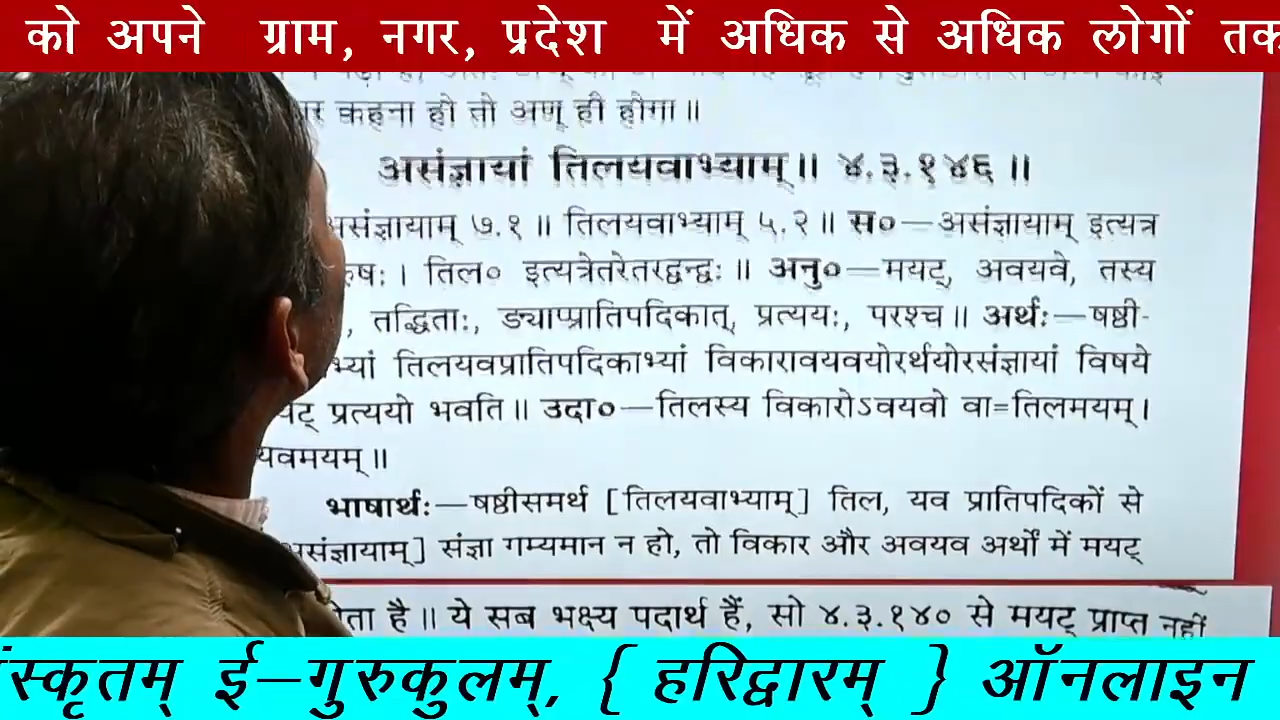 को अपने ग्राम, नगर, प्रदेश में अधिक से अधिक लोगों तक
कहना हो तो अण् ही होगा॥
असंज्ञायां तिलयवाभ्याम्॥ ४.३.१४६॥
असंज्ञायाम् ७.१॥ तिलयवाभ्याम् ५.२॥ स०—असंज्ञायाम् इत्यत्र
तिल० इत्यत्रेतरेतरद्वन्द्वः॥ अनु०—मयट्, अवयवे, तस्य
, तद्धिताः, ङ्याप्प्रातिपदिकात्, प्रत्ययः, परश्च॥ अर्थः—षष्ठी-
भ्यां तिलयवप्रातिपदिकाभ्यां विकारावयवयोरर्थयोरसंज्ञायां विषये
प्रत्ययो भवति॥ उदा०—तिलस्य विकारोऽवयवो वा=तिलमयम्।
यवमयम्॥
भाषार्थः—षष्ठीसमर्थ [तिलयवाभ्याम्] तिल, यव प्रातिपदिकों से
असंज्ञायाम्] संज्ञा गम्यमान न हो, तो विकार और अवयव अर्थों में मयट्
है॥ ये सब भक्ष्य पदार्थ हैं, सो ४.३.१४० से मयट् प्राप्त नहीं
संस्कृतम् ई–गुरुकुलम्, { हरिद्वारम् } ऑनलाइन